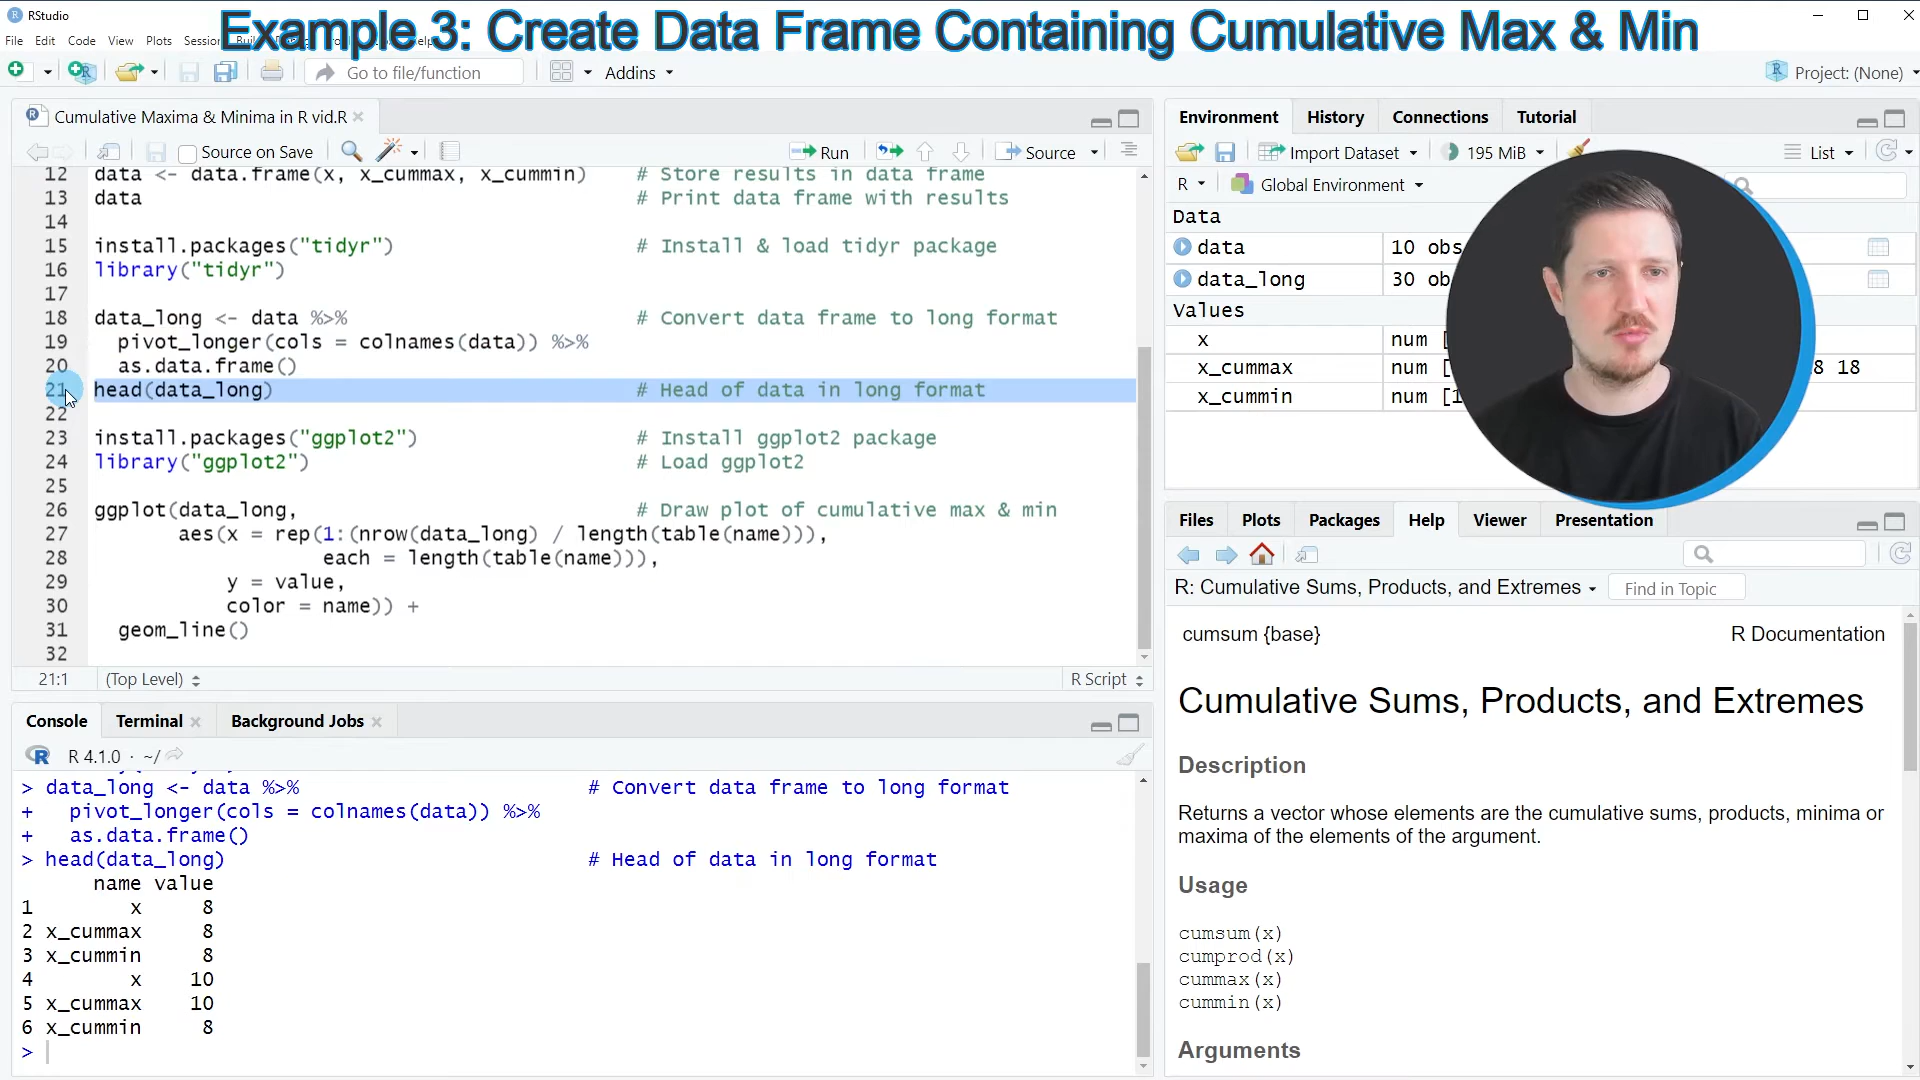 RStudio
Example 3: Create Data Frame Containing Cumulative Max & Min
File Edit Code View Plots Session
Go to file/function
Addins
Project: (None)
Cumulative Maxima & Minima in R vid.R
Source on Save
Run
Source
12 data <- data.frame(x, x_cummax, x_cummin) # Store results in data frame
13 data # Print data frame with results
14
15 install.packages("tidyr") # Install & load tidyr package
16 library("tidyr")
17
18 data_long <- data %>% # Convert data frame to long format
19 pivot_longer(cols = colnames(data)) %>%
20 as.data.frame()
21 head(data_long) # Head of data in long format
22
23 install.packages("ggplot2") # Install ggplot2 package
24 library("ggplot2") # Load ggplot2
25
26 ggplot(data_long, # Draw plot of cumulative max & min
27 aes(x = rep(1:(nrow(data_long) / length(table(name))),
28 each = length(table(name))),
29 y = value,
30 color = name)) +
31 geom_line()
32
21:1 (Top Level) R Script
Console Terminal Background Jobs
R 4.1.0 · ~/
> data_long <- data %>% # Convert data frame to long format
+ pivot_longer(cols = colnames(data)) %>%
+ as.data.frame()
> head(data_long) # Head of data in long format
name value
1 x 8
2 x_cummax 8
3 x_cummin 8
4 x 10
5 x_cummax 10
6 x_cummin 8
>
Environment History Connections Tutorial
Import Dataset 195 MiB List
R Global Environment
Data
data 10 obs
data_long 30 ob
Values
x num [
x_cummax num [ 8 18
x_cummin num [1
Files Plots Packages Help Viewer Presentation
R: Cumulative Sums, Products, and Extremes Find in Topic
cumsum {base} R Documentation
Cumulative Sums, Products, and Extremes
Description
Returns a vector whose elements are the cumulative sums, products, minima or
maxima of the elements of the argument.
Usage
cumsum(x)
cumprod(x)
cummax(x)
cummin(x)
Arguments